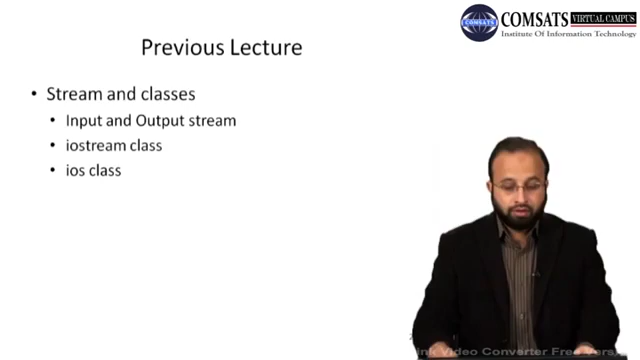 COMSATS VIRTUAL CAMPUS
COMSATS
Institute Of Information Technology
Previous Lecture
• Stream and classes
• Input and Output stream
• iostream class
• ios class
Video Converter Free Vers